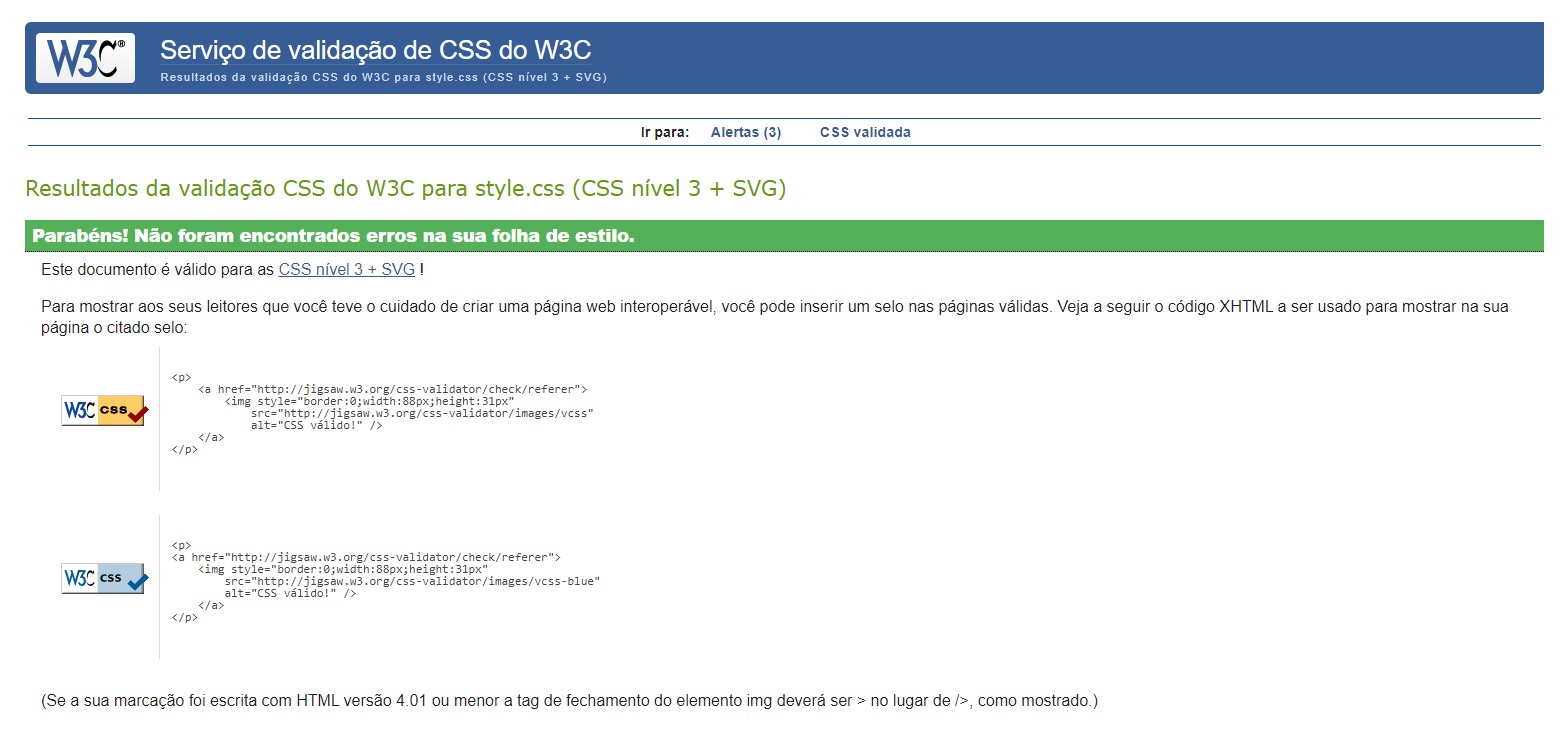 W3C®
Serviço de validação de CSS do W3C
Resultados da validação CSS do W3C para style.css (CSS nível 3 + SVG)
Ir para: Alertas (3) CSS validada
Resultados da validação CSS do W3C para style.css (CSS nível 3 + SVG)
Parabéns! Não foram encontrados erros na sua folha de estilo.
Este documento é válido para as CSS nível 3 + SVG !
Para mostrar aos seus leitores que você teve o cuidado de criar uma página web interoperável, você pode inserir um selo nas páginas válidas. Veja a seguir o código XHTML a ser usado para mostrar na sua
página o citado selo:
W3C css
<p>
<a href="http://jigsaw.w3.org/css-validator/check/referer">
<img style="border:0;width:88px;height:31px"
src="http://jigsaw.w3.org/css-validator/images/vcss"
alt="CSS válido!" />
</a>
</p>
W3C css
<p>
<a href="http://jigsaw.w3.org/css-validator/check/referer">
<img style="border:0;width:88px;height:31px"
src="http://jigsaw.w3.org/css-validator/images/vcss-blue"
alt="CSS válido!" />
</a>
</p>
(Se a sua marcação foi escrita com HTML versão 4.01 ou menor a tag de fechamento do elemento img deverá ser > no lugar de />, como mostrado.)